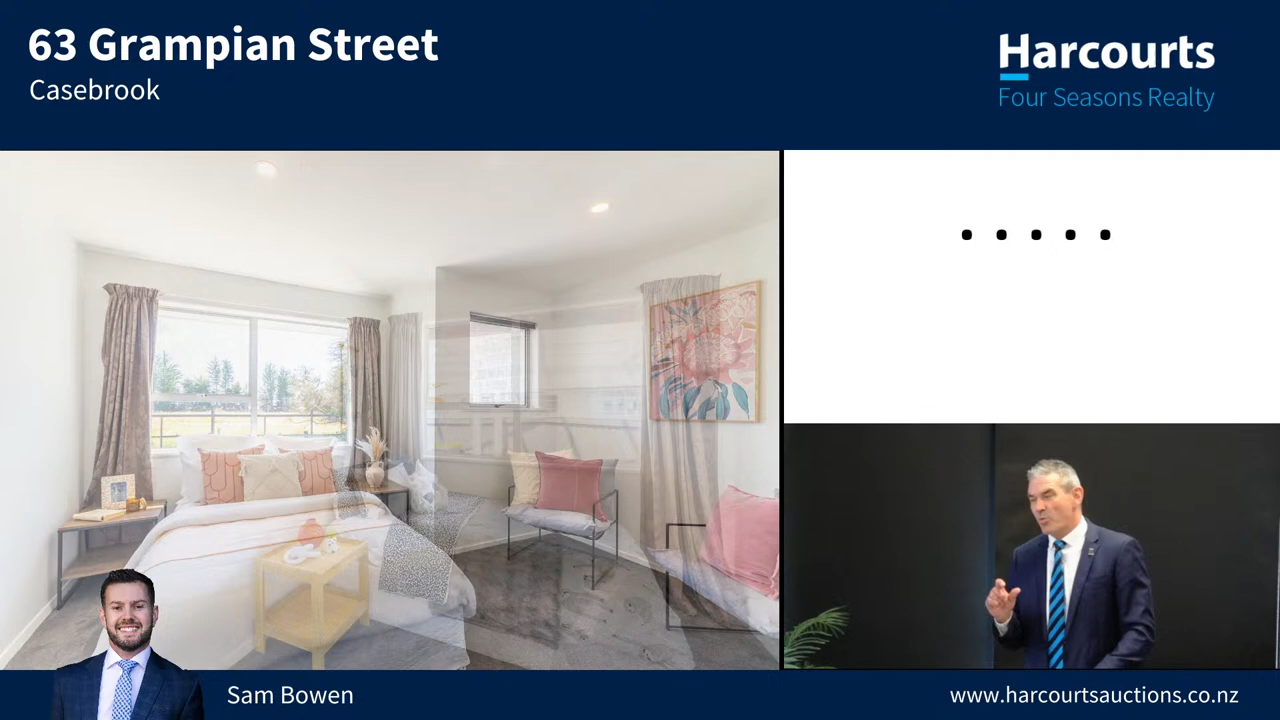 63 Grampian Street
Casebrook
Harcourts
Four Seasons Realty
.....
Sam Bowen
www.harcourtsauctions.co.nz